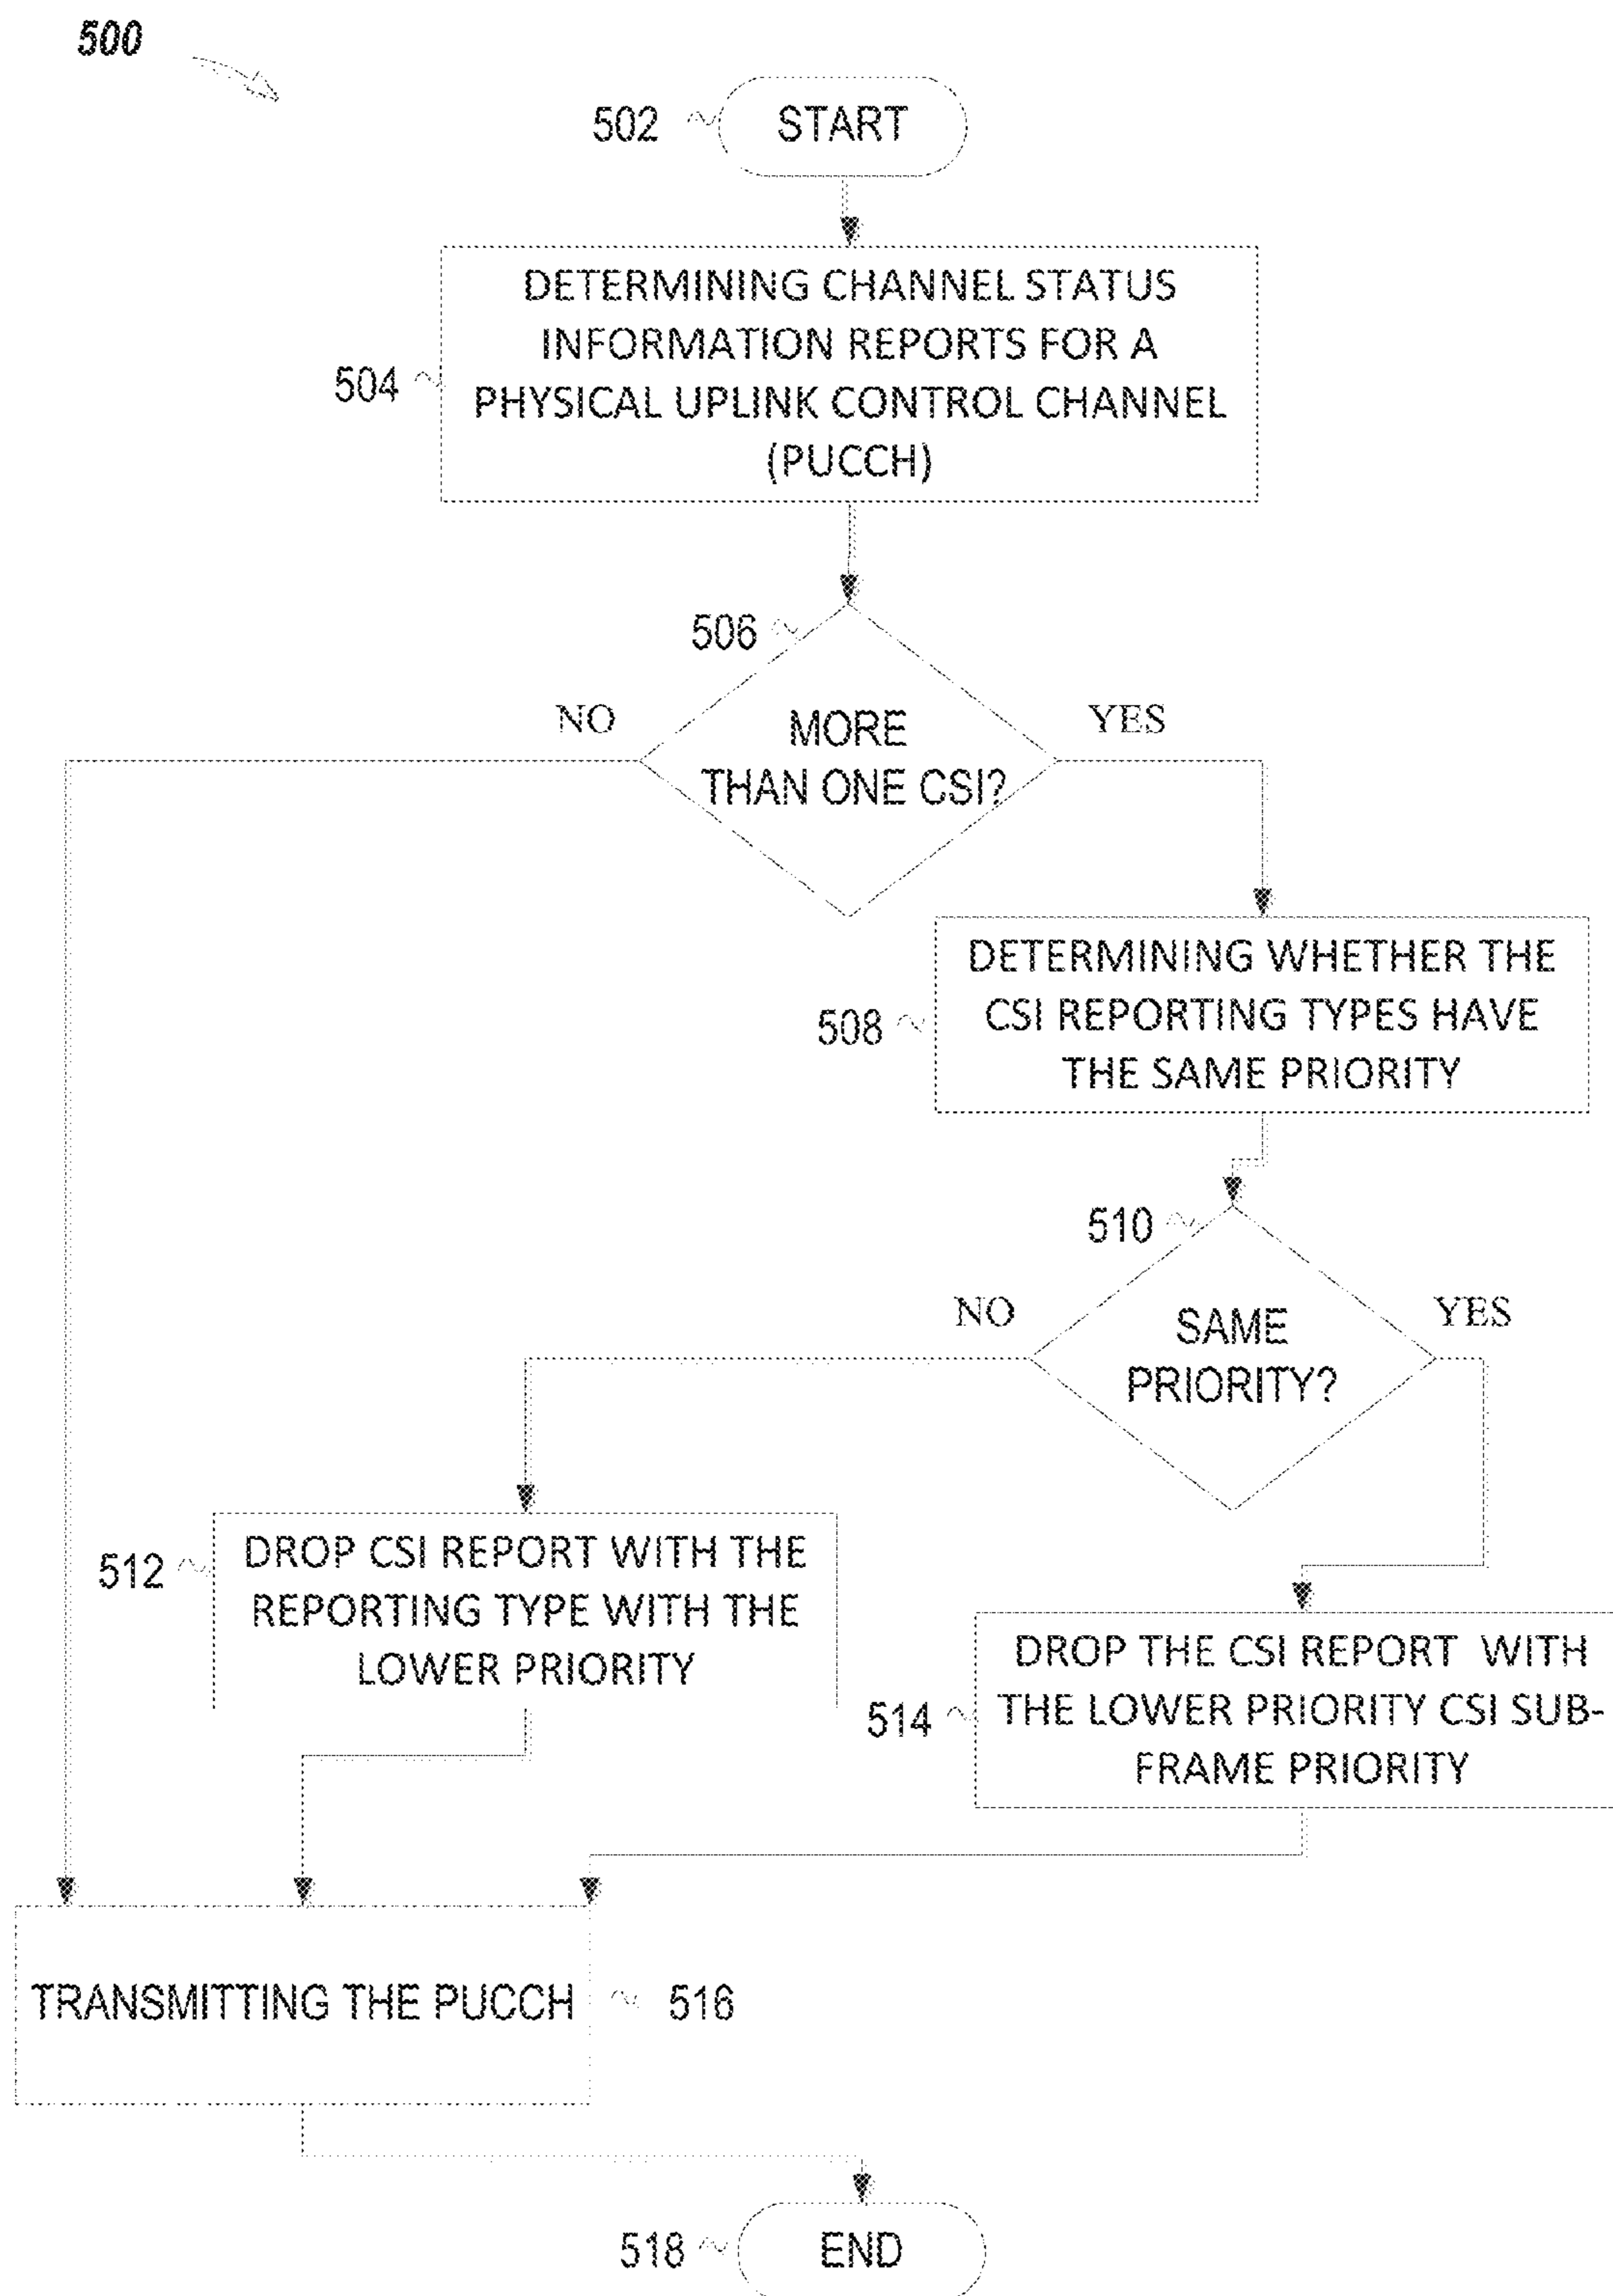 500
502
START
DETERMINING CHANNEL STATUS
INFORMATION REPORTS FOR A
504
PHYSICAL UPLINK CONTROL CHANNEL
(PUCCH)
506
NO
YES
MORE
THAN ONE CSI?
DETERMINING WHETHER THE
508
CSI REPORTING TYPES HAVE
THE SAME PRIORITY
510
NO
YES
SAME
PRIORITY?
512
DROP CSI REPORT WITH THE
REPORTING TYPE WITH THE
LOWER PRIORITY
514
DROP THE CSI REPORT WITH
THE LOWER PRIORITY CSI SUB-
FRAME PRIORITY
TRANSMITTING THE PUCCH
516
518
END